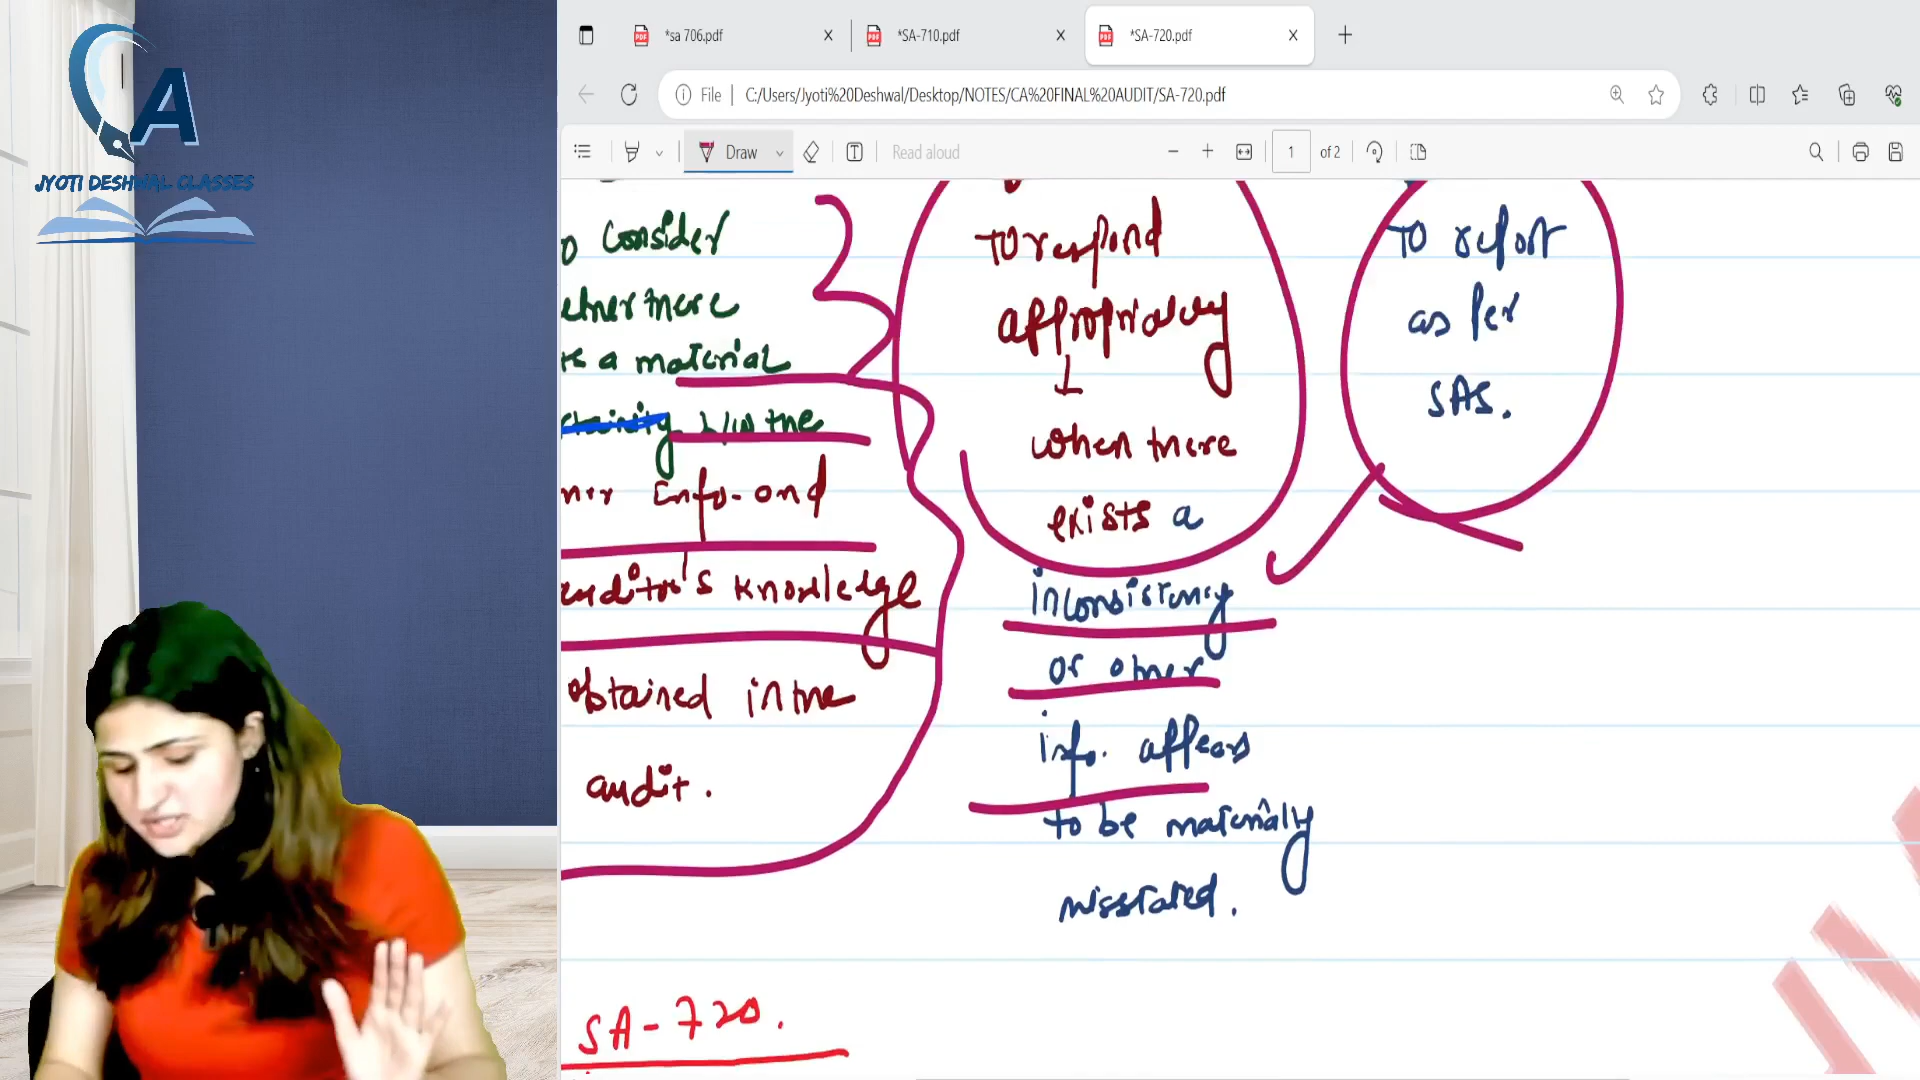 *sa 706.pdf
*SA-710.pdf
*SA-720.pdf
File
C:/Users/Jyoti%20Deshwal/Desktop/NOTES/CA%20FINAL%20AUDIT/SA-720.pdf
Draw
Read aloud
1
of 2
CA
JYOTI DESHWAL CLASSES
o consider
ether there
is a material
b/w the
her Info. and
auditor's knowledge
obtained in the
audit.
To respond
appropriately
when there
exists a
inconsistency
or other
info. appears
to be materially
misstated.
To report
as per
SAS.
SA-720.